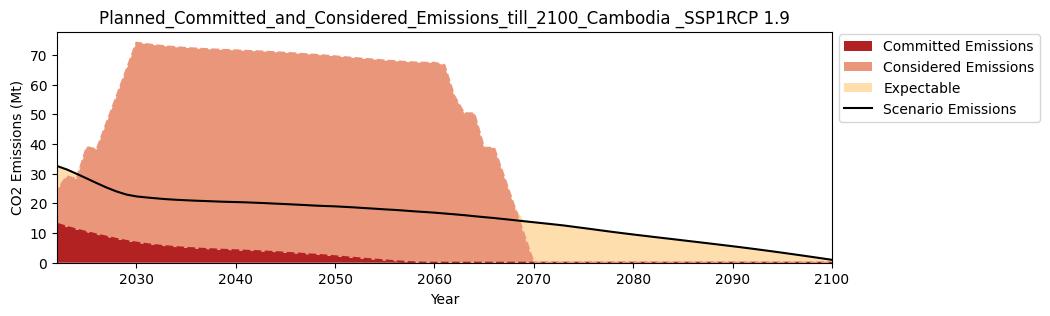 Planned_Committed_and_Considered_Emissions_till_2100_Cambodia _SSP1RCP 1.9
CO2 Emissions (Mt)
70
60
50
40
30
20
10
0
2030 2040 2050 2060 2070 2080 2090 2100
Year
Committed Emissions
Considered Emissions
Expectable
Scenario Emissions